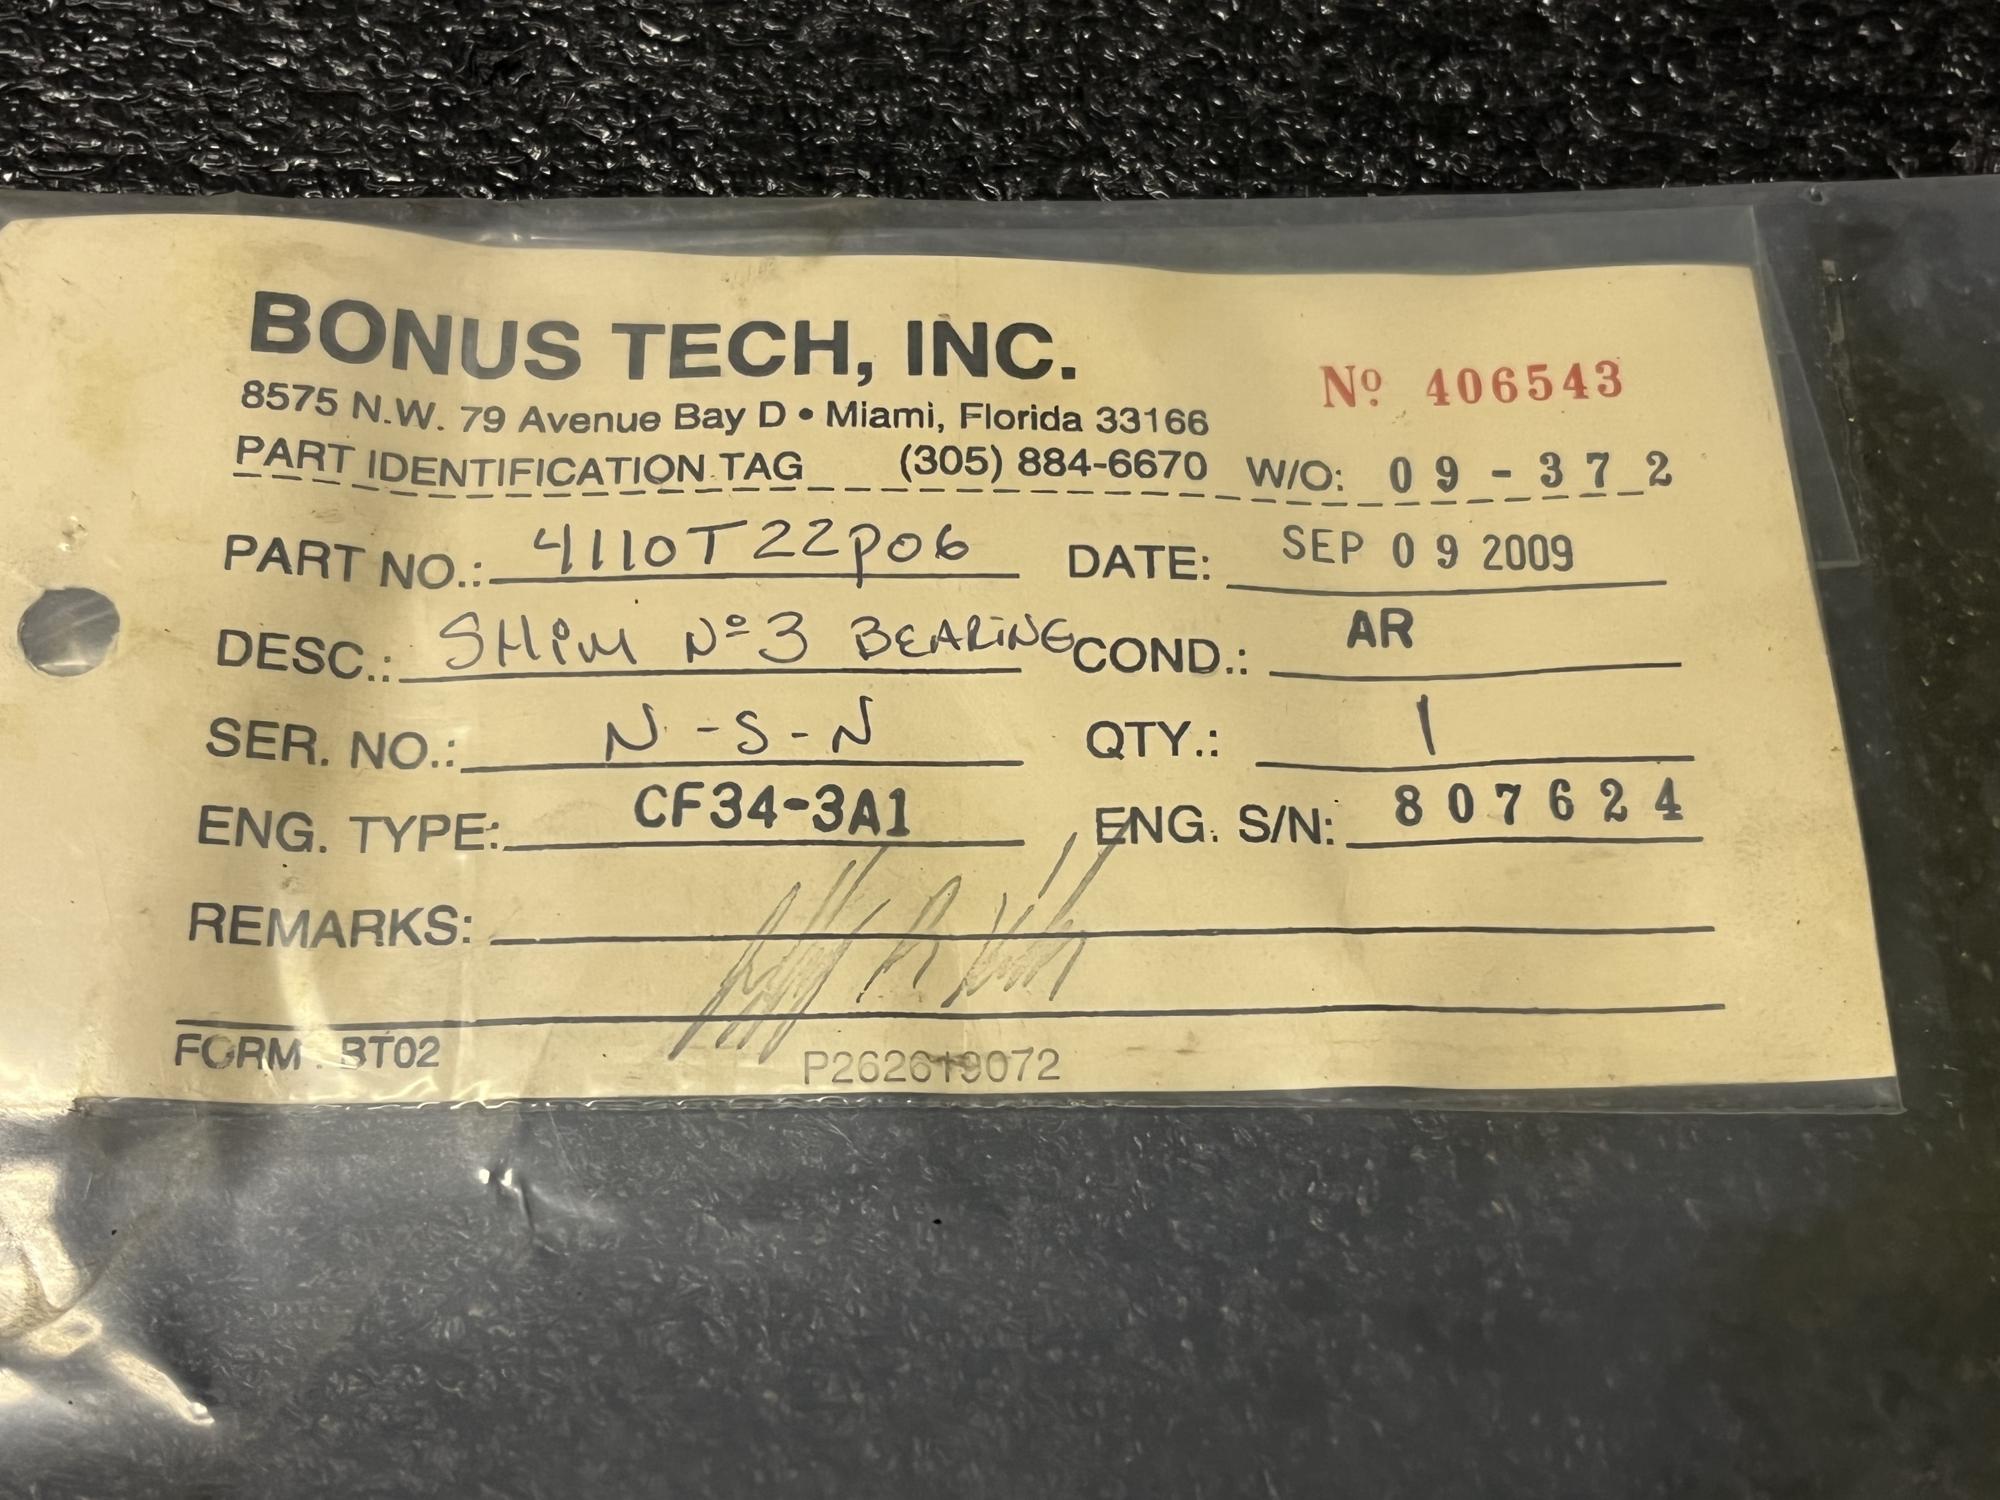 BONUS TECH, INC.
8575 N.W. 79 Avenue Bay D • Miami, Florida 33166
Nº 406543
PART IDENTIFICATION TAG (305) 884-6670 W/O: 09-372
PART NO.: 4110T22P06 DATE: SEP 09 2009
DESC.: SHIM Nº3 BEARING COND.: AR
SER. NO.: N-S-N QTY.: 1
ENG. TYPE: CF34-3A1 ENG. S/N: 807624
REMARKS:
FORM BT02